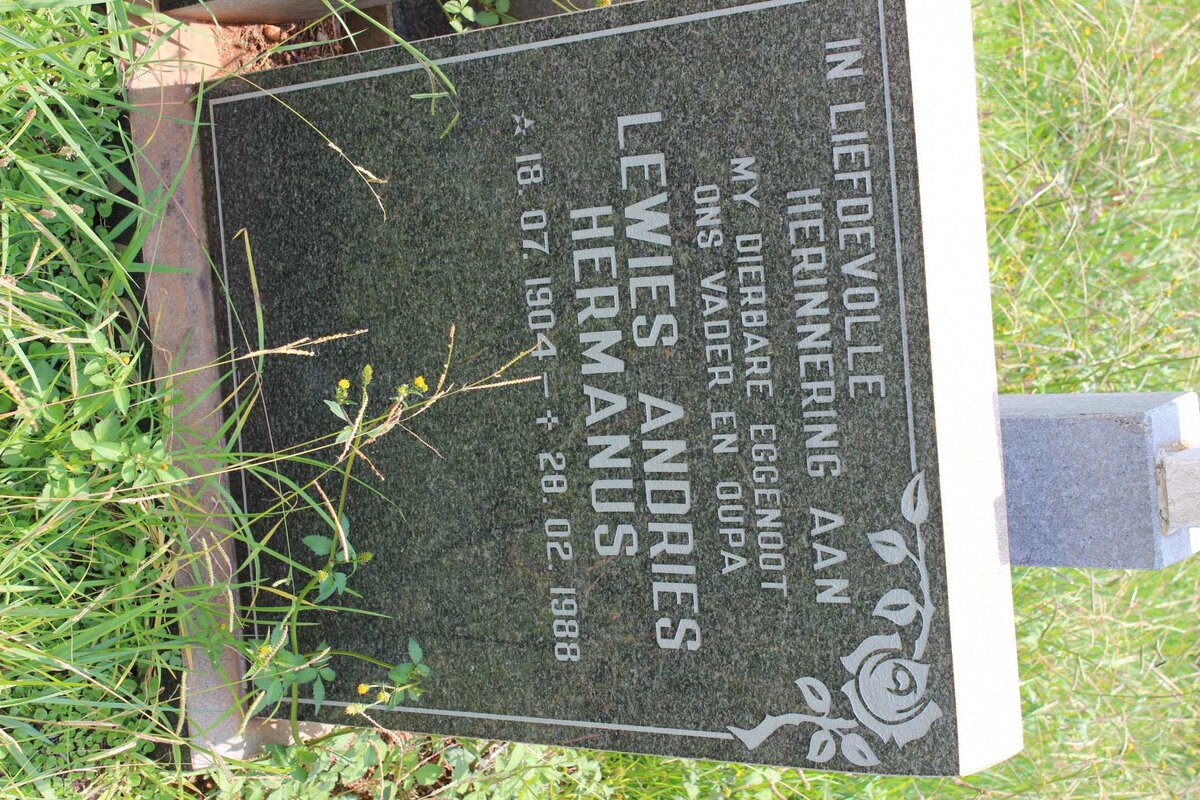 IN LIEFDEVOLLE
HERINNERING AAN
MY DIERBARE EGGENOOT
ONS VADER EN OUPA
LEWIES ANDRIES
HERMANUS
* 18. 07. 1904 – + 28. 02. 1988